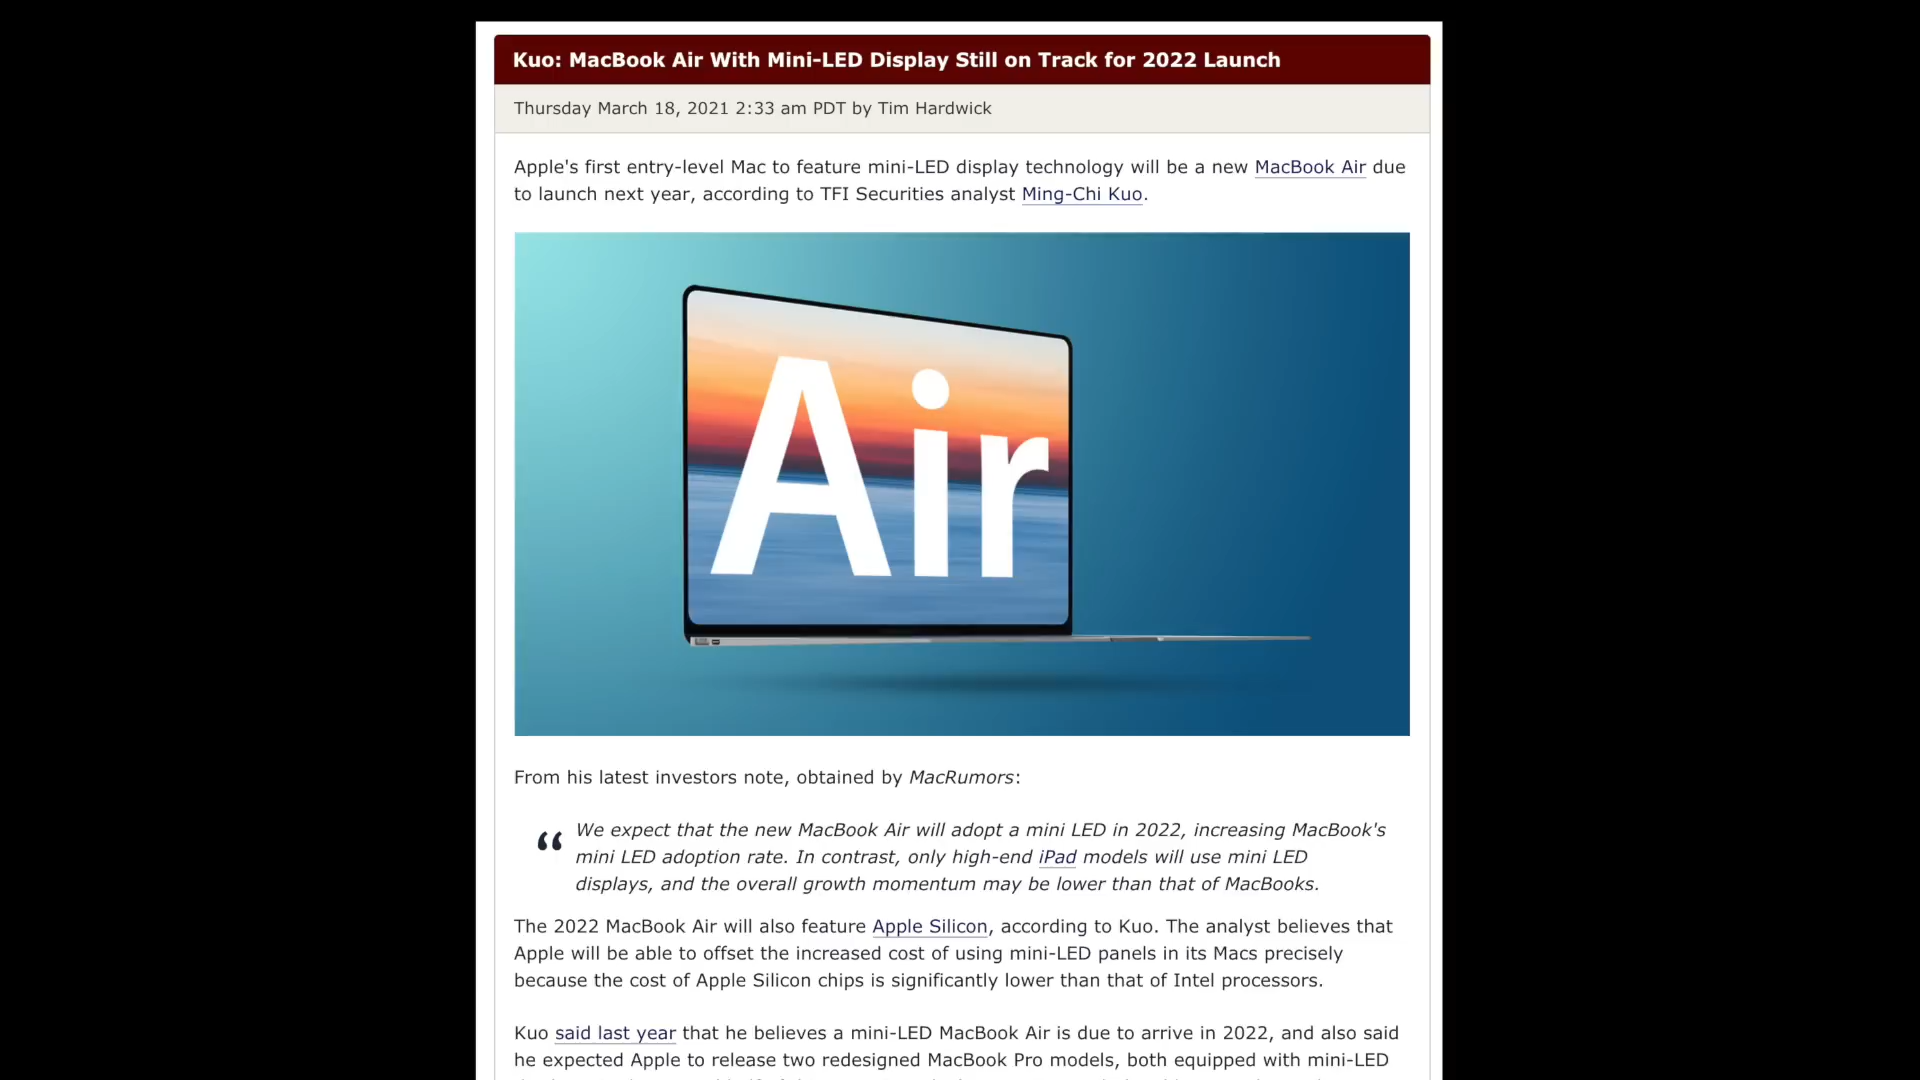 Kuo: MacBook Air With Mini-LED Display Still on Track for 2022 Launch
Thursday March 18, 2021 2:33 am PDT by Tim Hardwick
Apple's first entry-level Mac to feature mini-LED display technology will be a new MacBook Air due
to launch next year, according to TFI Securities analyst Ming-Chi Kuo.
Air
From his latest investors note, obtained by MacRumors:
“ We expect that the new MacBook Air will adopt a mini LED in 2022, increasing MacBook's
mini LED adoption rate. In contrast, only high-end iPad models will use mini LED
displays, and the overall growth momentum may be lower than that of MacBooks.
The 2022 MacBook Air will also feature Apple Silicon, according to Kuo. The analyst believes that
Apple will be able to offset the increased cost of using mini-LED panels in its Macs precisely
because the cost of Apple Silicon chips is significantly lower than that of Intel processors.
Kuo said last year that he believes a mini-LED MacBook Air is due to arrive in 2022, and also said
he expected Apple to release two redesigned MacBook Pro models, both equipped with mini-LED